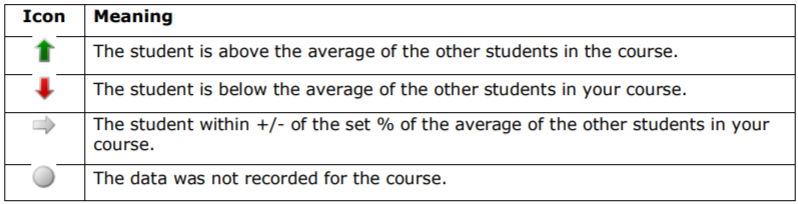 Icon Meaning
The student is above the average of the other students in the course.
The student is below the average of the other students in your course.
The student within +/- of the set % of the average of the other students in your
course.
The data was not recorded for the course.